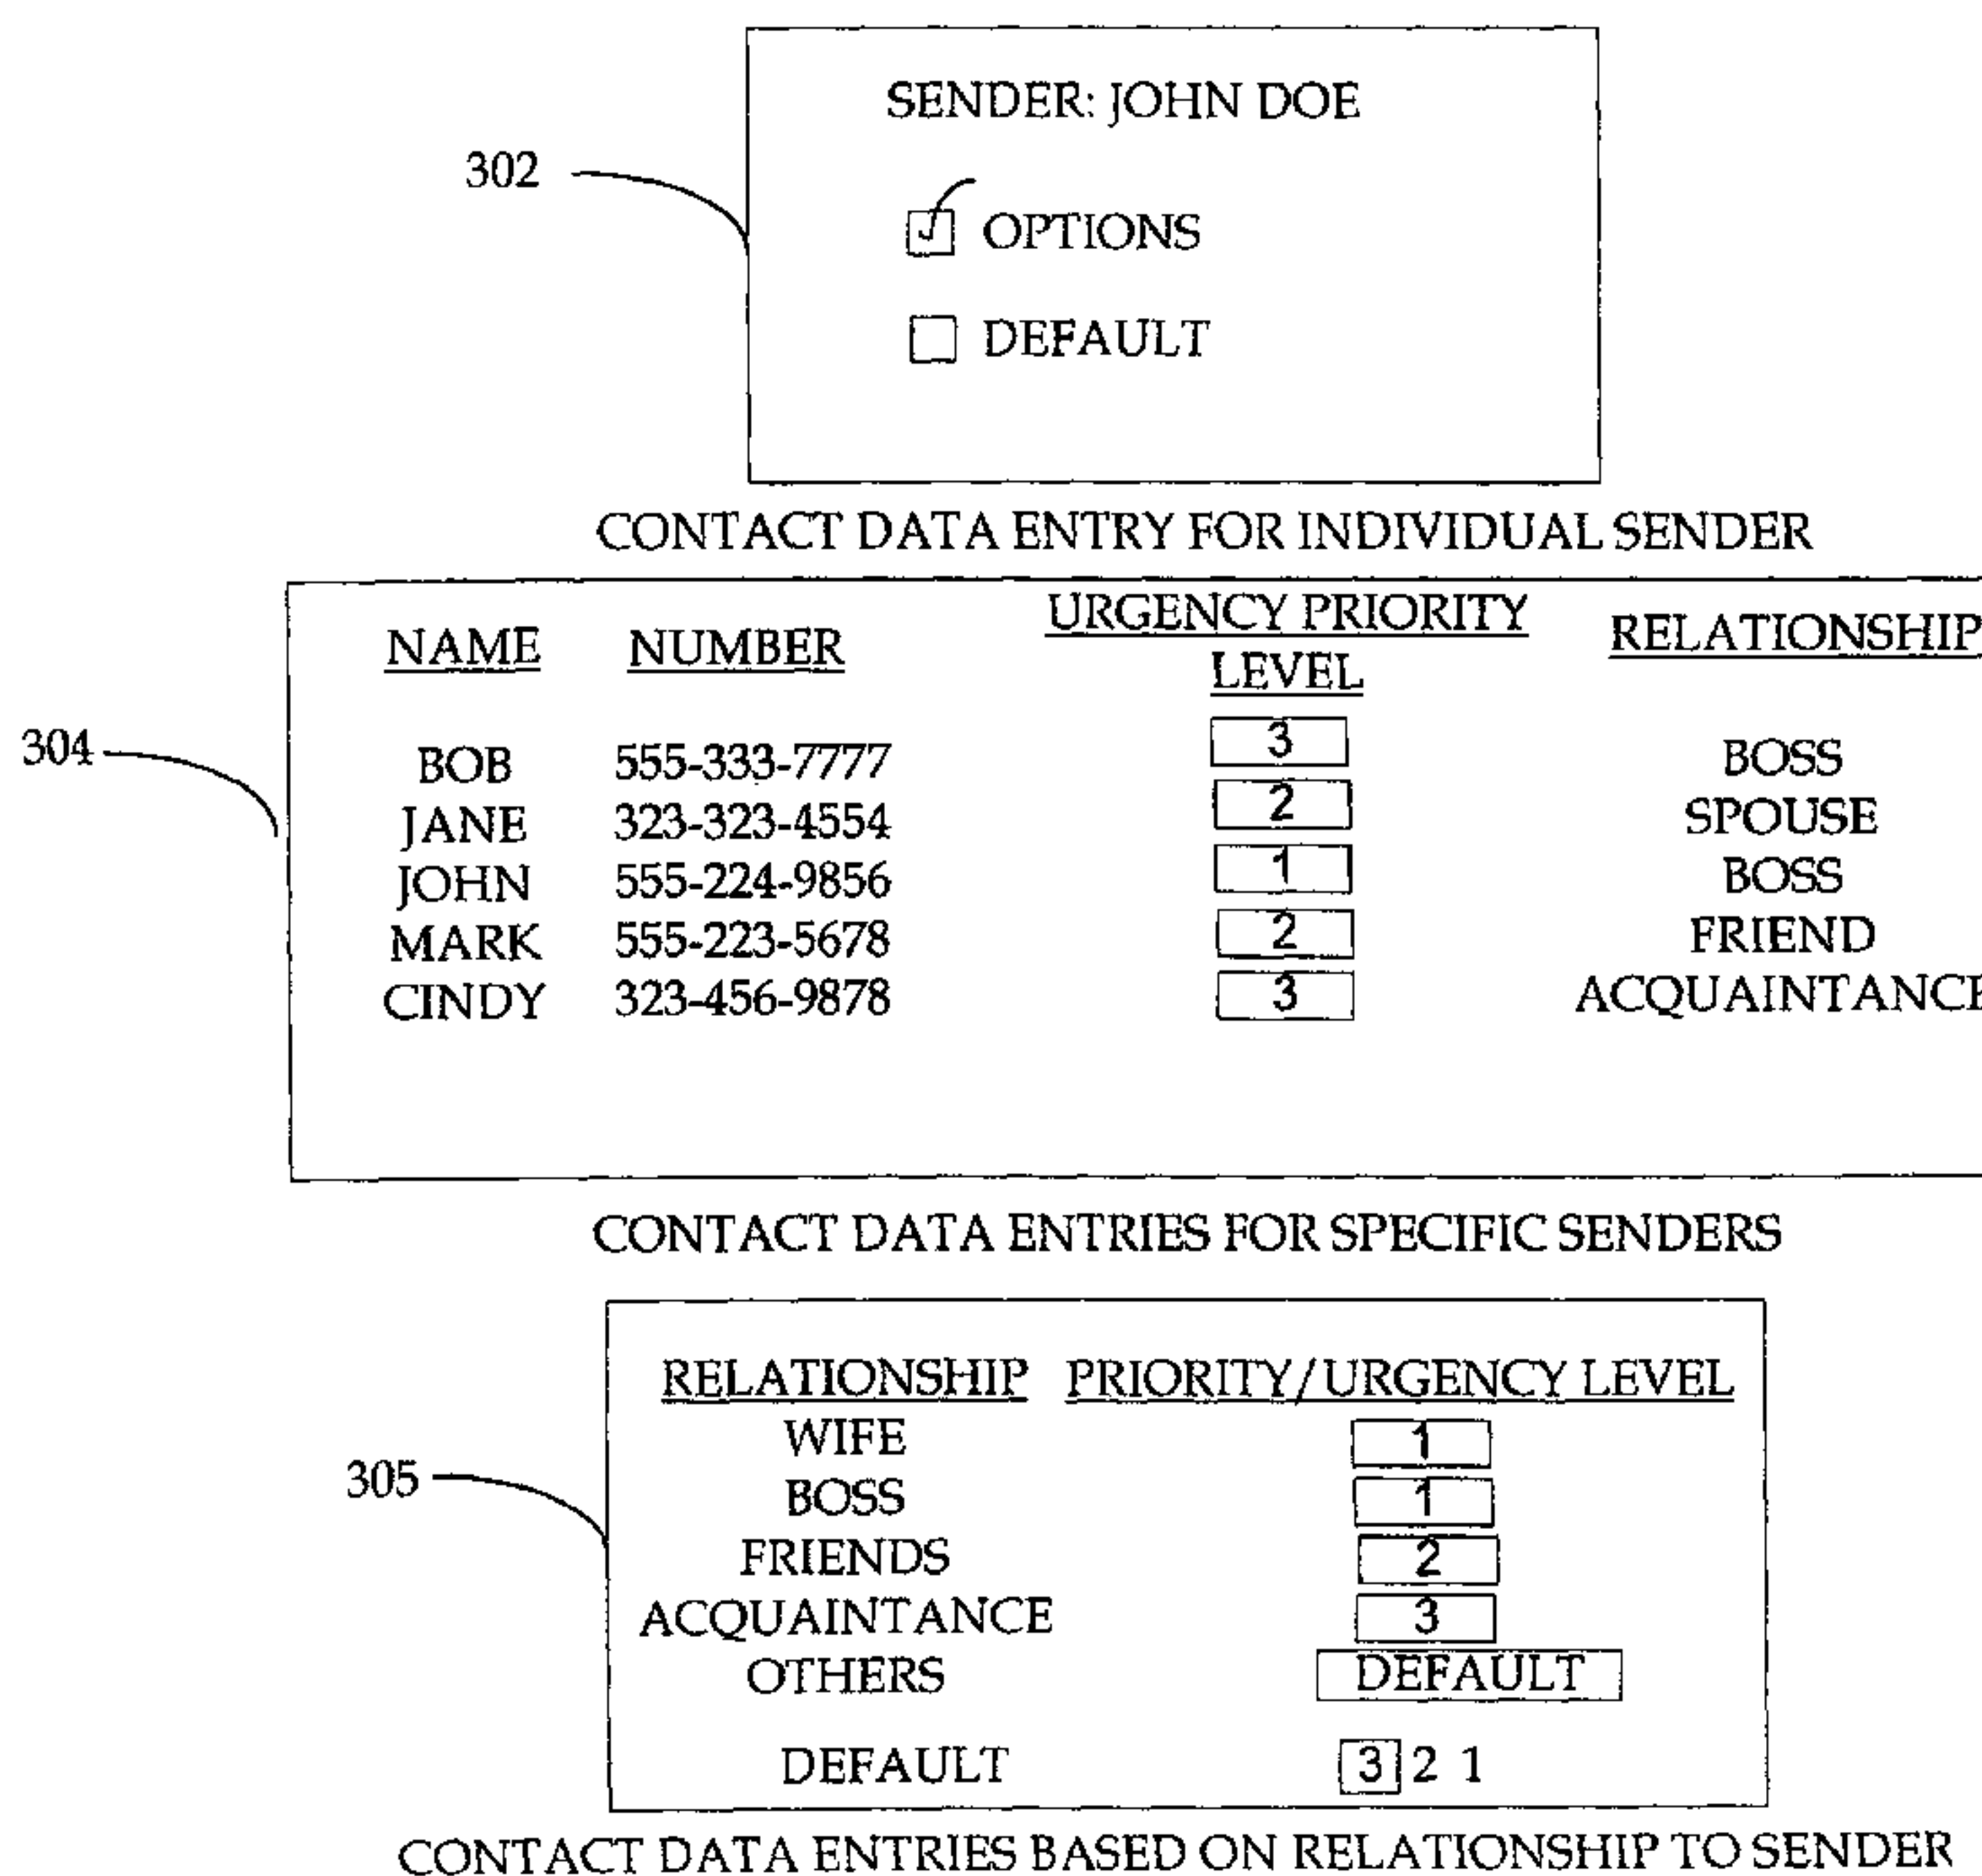 SENDER: JOHN DOE
302
OPTIONS
DEFAULT
CONTACT DATA ENTRY FOR INDIVIDUAL SENDER
NAME NUMBER URGENCY PRIORITY LEVEL RELATIONSHIP
304
BOB 555-333-7777 3 BOSS
JANE 323-323-4554 2 SPOUSE
JOHN 555-224-9856 1 BOSS
MARK 555-223-5678 2 FRIEND
CINDY 323-456-9878 3 ACQUAINTANCE
CONTACT DATA ENTRIES FOR SPECIFIC SENDERS
RELATIONSHIP PRIORITY/URGENCY LEVEL
305
WIFE 1
BOSS 1
FRIENDS 2
ACQUAINTANCE 3
OTHERS DEFAULT
DEFAULT 3 2 1
CONTACT DATA ENTRIES BASED ON RELATIONSHIP TO SENDER